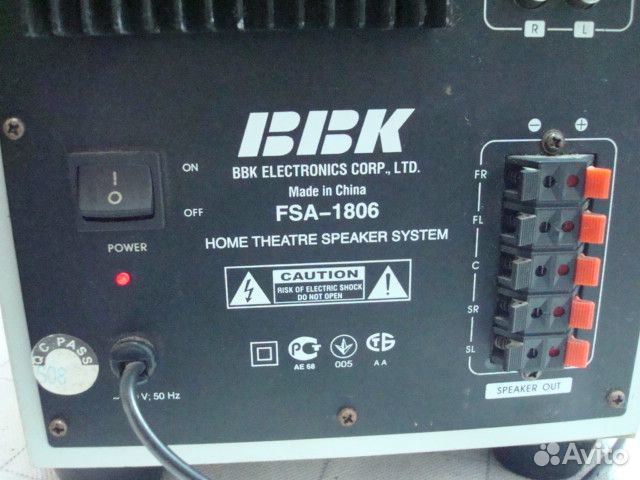 R L
BBK
BBK ELECTRONICS CORP., LTD.
Made in China
FSA-1806
HOME THEATRE SPEAKER SYSTEM
I
O
ON
OFF
POWER
CAUTION
RISK OF ELECTRIC SHOCK
DO NOT OPEN
AE 68
005
A A
QC PASS
V; 50 Hz
− +
FR
FL
C
SR
SL
SPEAKER OUT
Avito